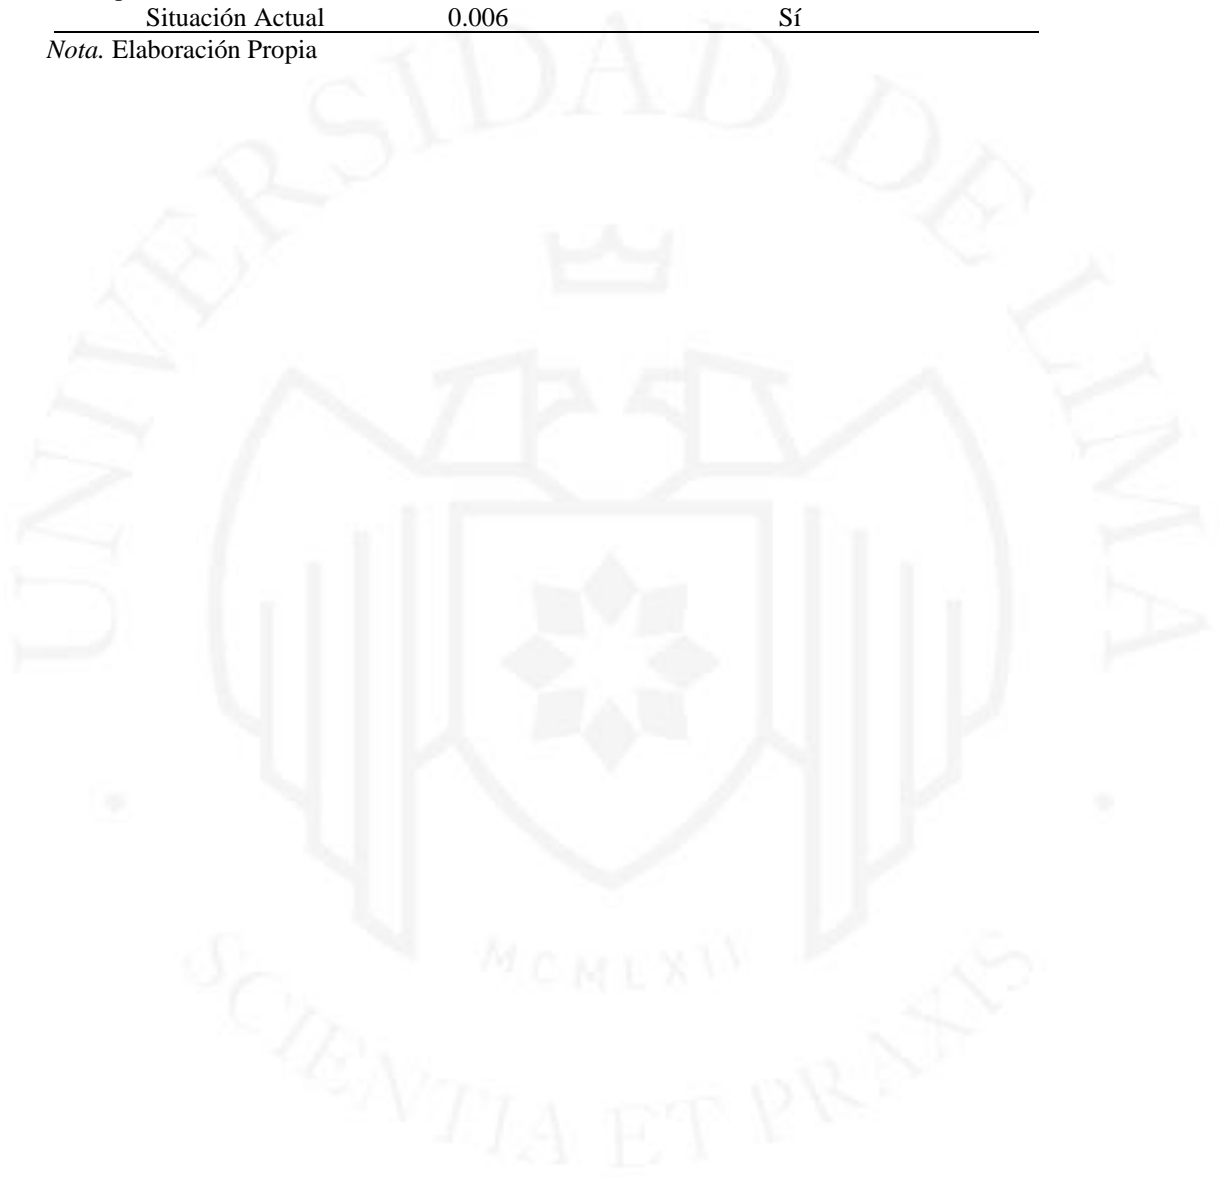 Situación Actual 0.006 Sí
Nota. Elaboración Propia
UNIVERSIDAD DE LIMA
MCMLXII
SCIENTIA ET PRAXIS